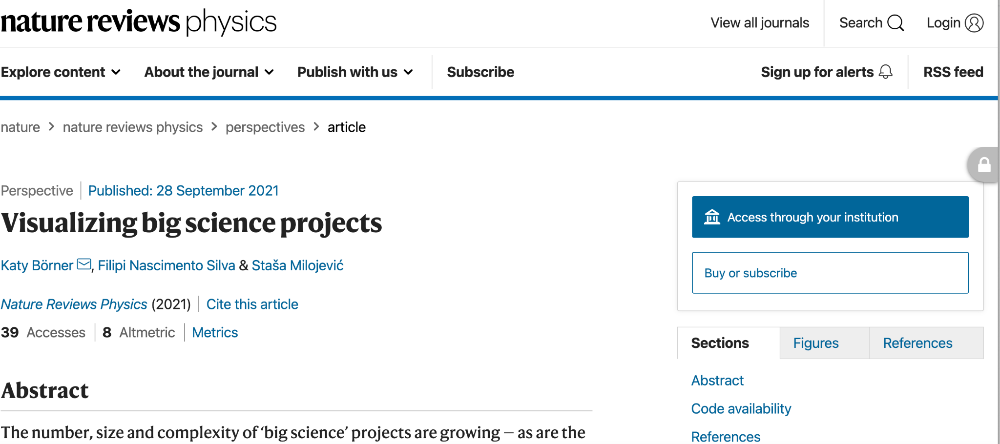 nature reviews physics
View all journals
Search
Login
Explore content
About the journal
Publish with us
Subscribe
Sign up for alerts
RSS feed
nature > nature reviews physics > perspectives > article
Perspective | Published: 28 September 2021
Visualizing big science projects
Katy Börner, Filipi Nascimento Silva & Staša Milojević
Nature Reviews Physics (2021) | Cite this article
39 Accesses | 8 Altmetric | Metrics
Abstract
The number, size and complexity of ‘big science’ projects are growing — as are the
Access through your institution
Buy or subscribe
Sections
Figures
References
Abstract
Code availability
References